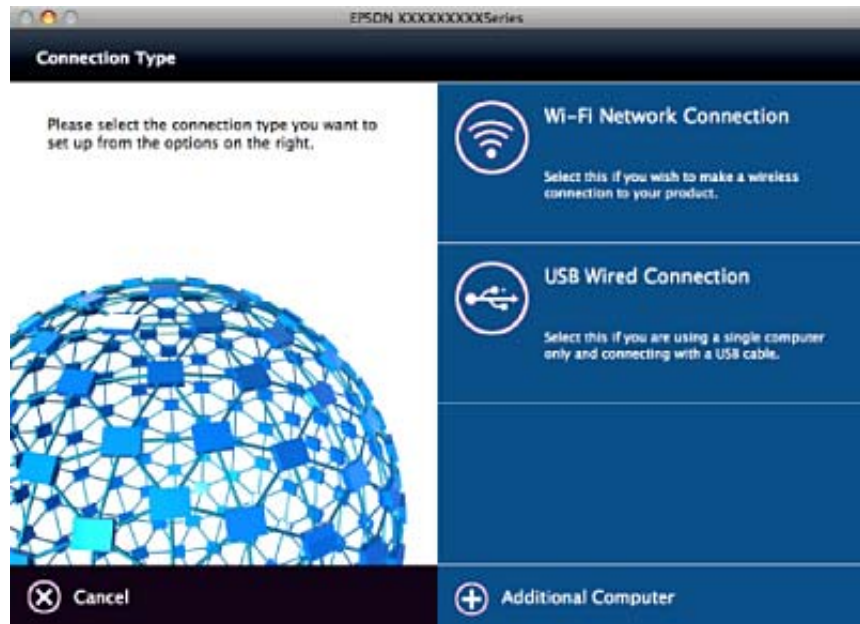 EPSON XXXXXXXXXSeries
Connection Type
Please select the connection type you want to
set up from the options on the right.
Wi-Fi Network Connection
Select this if you wish to make a wireless
connection to your product.
USB Wired Connection
Select this if you are using a single computer
only and connecting with a USB cable.
Cancel
Additional Computer